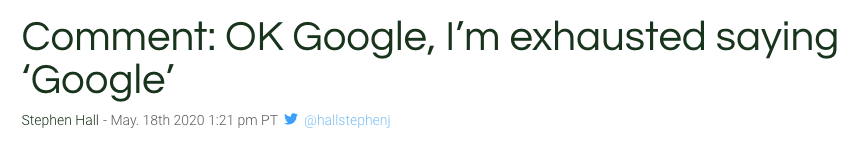 Comment: OK Google, I’m exhausted saying
‘Google’
Stephen Hall - May. 18th 2020 1:21 pm PT @hallstephenj